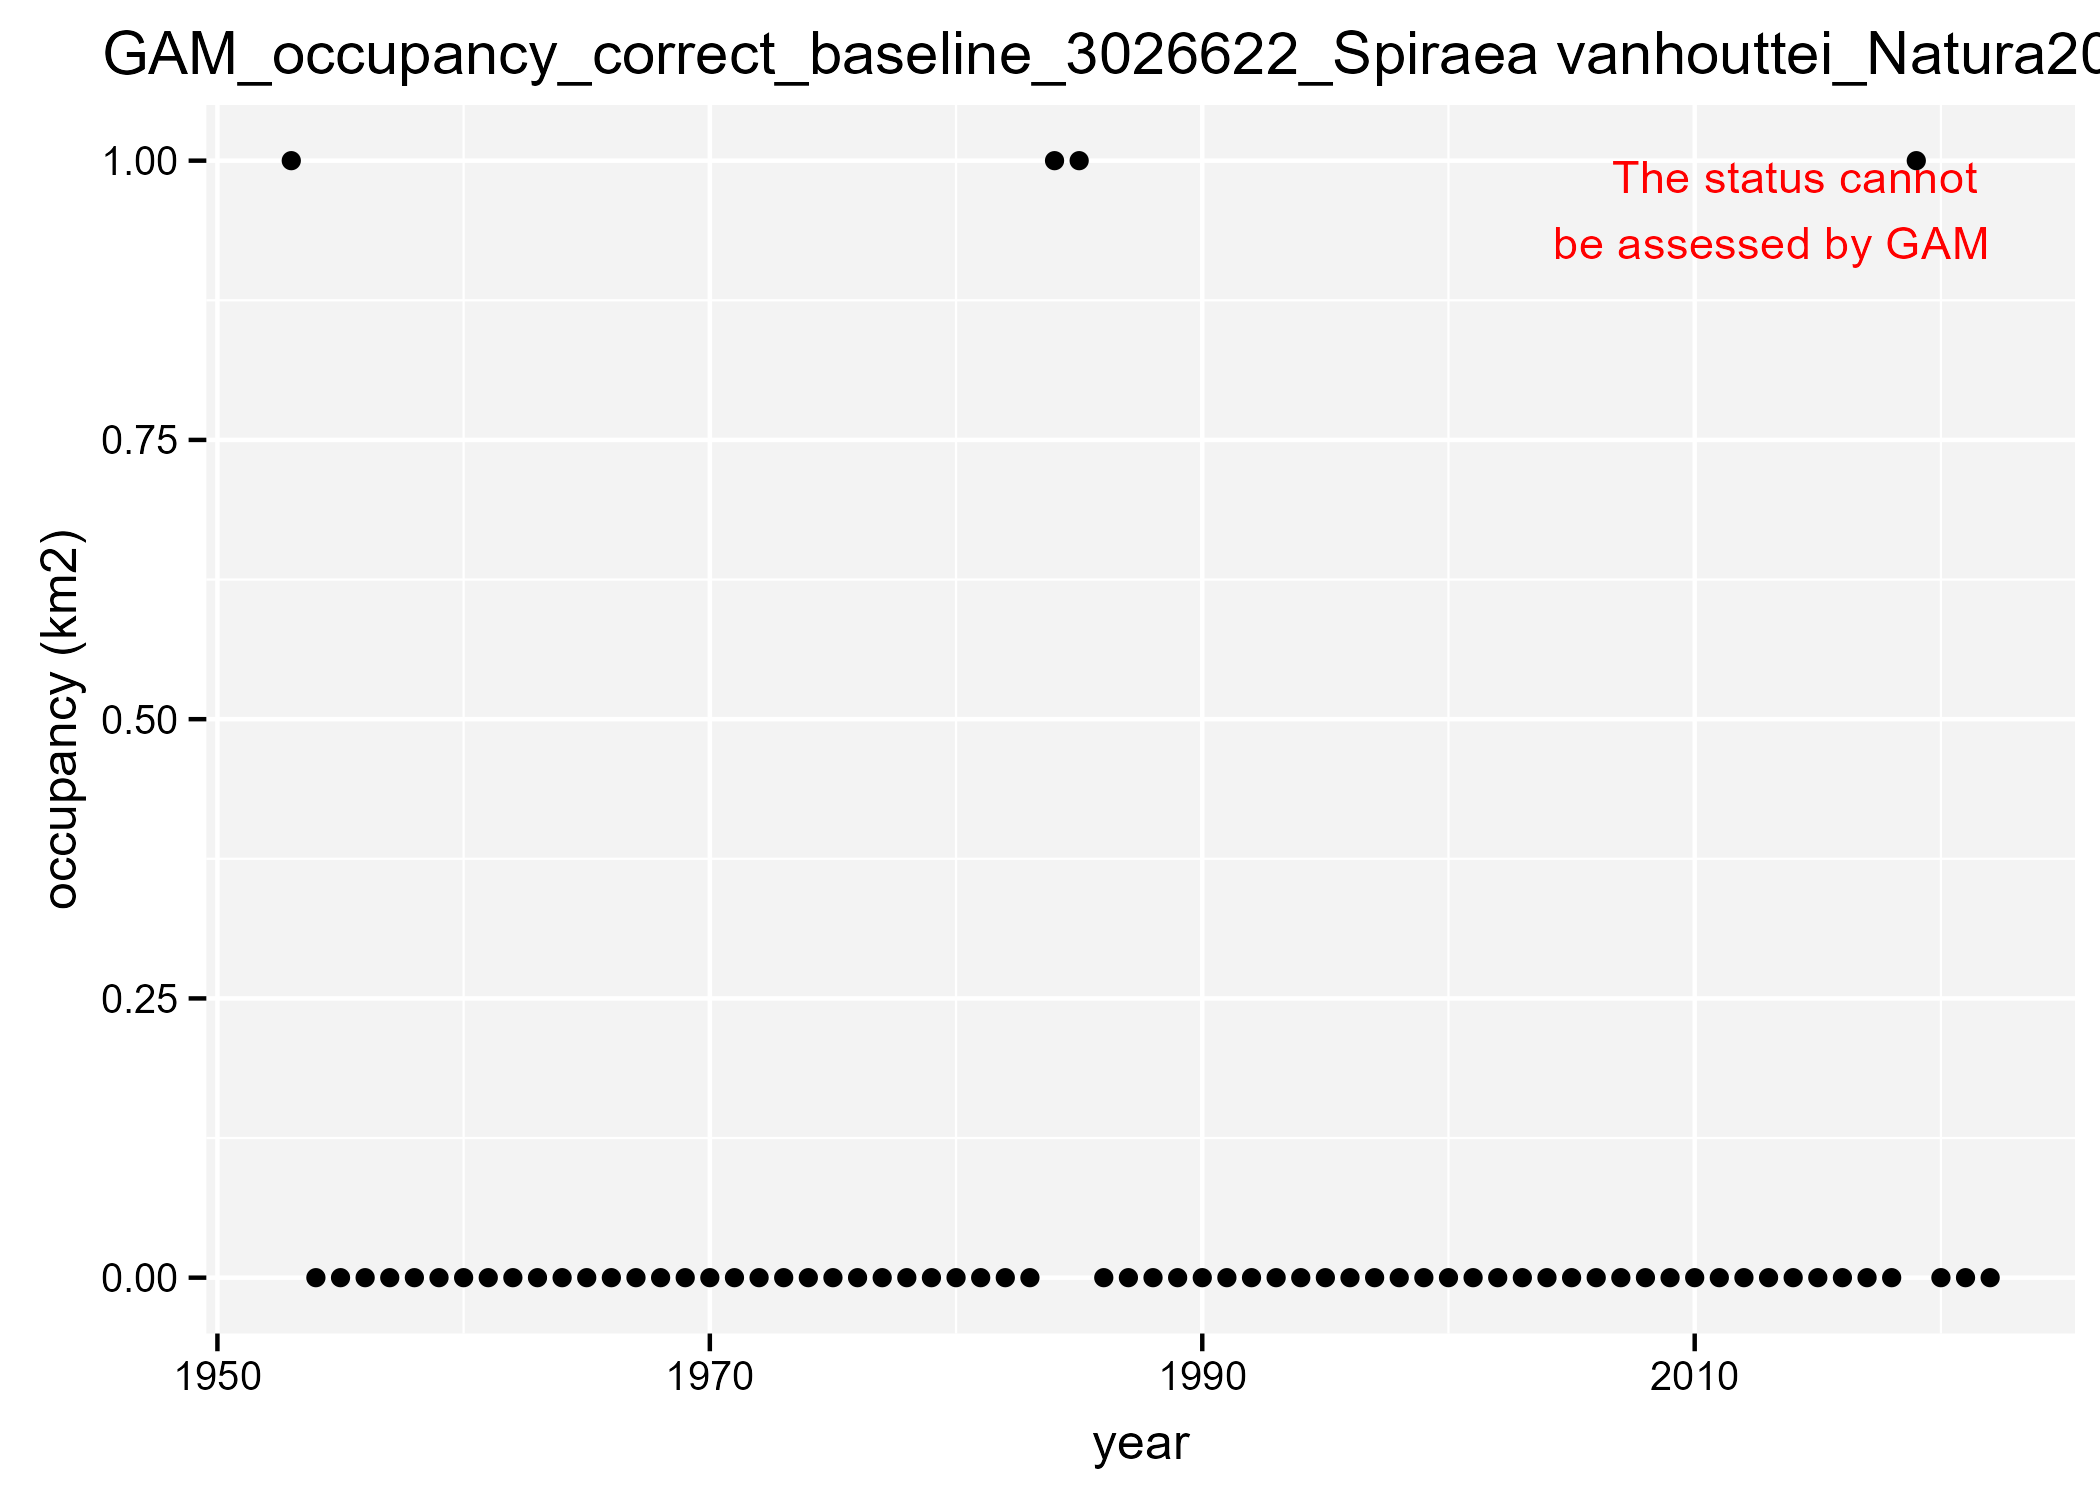 GAM_occupancy_correct_baseline_3026622_Spiraea vanhouttei_Natura20
1.00
The status cannot
be assessed by GAM
0.75
0.50
0.25
0.00
occupancy (km2)
1950 1970 1990 2010
year